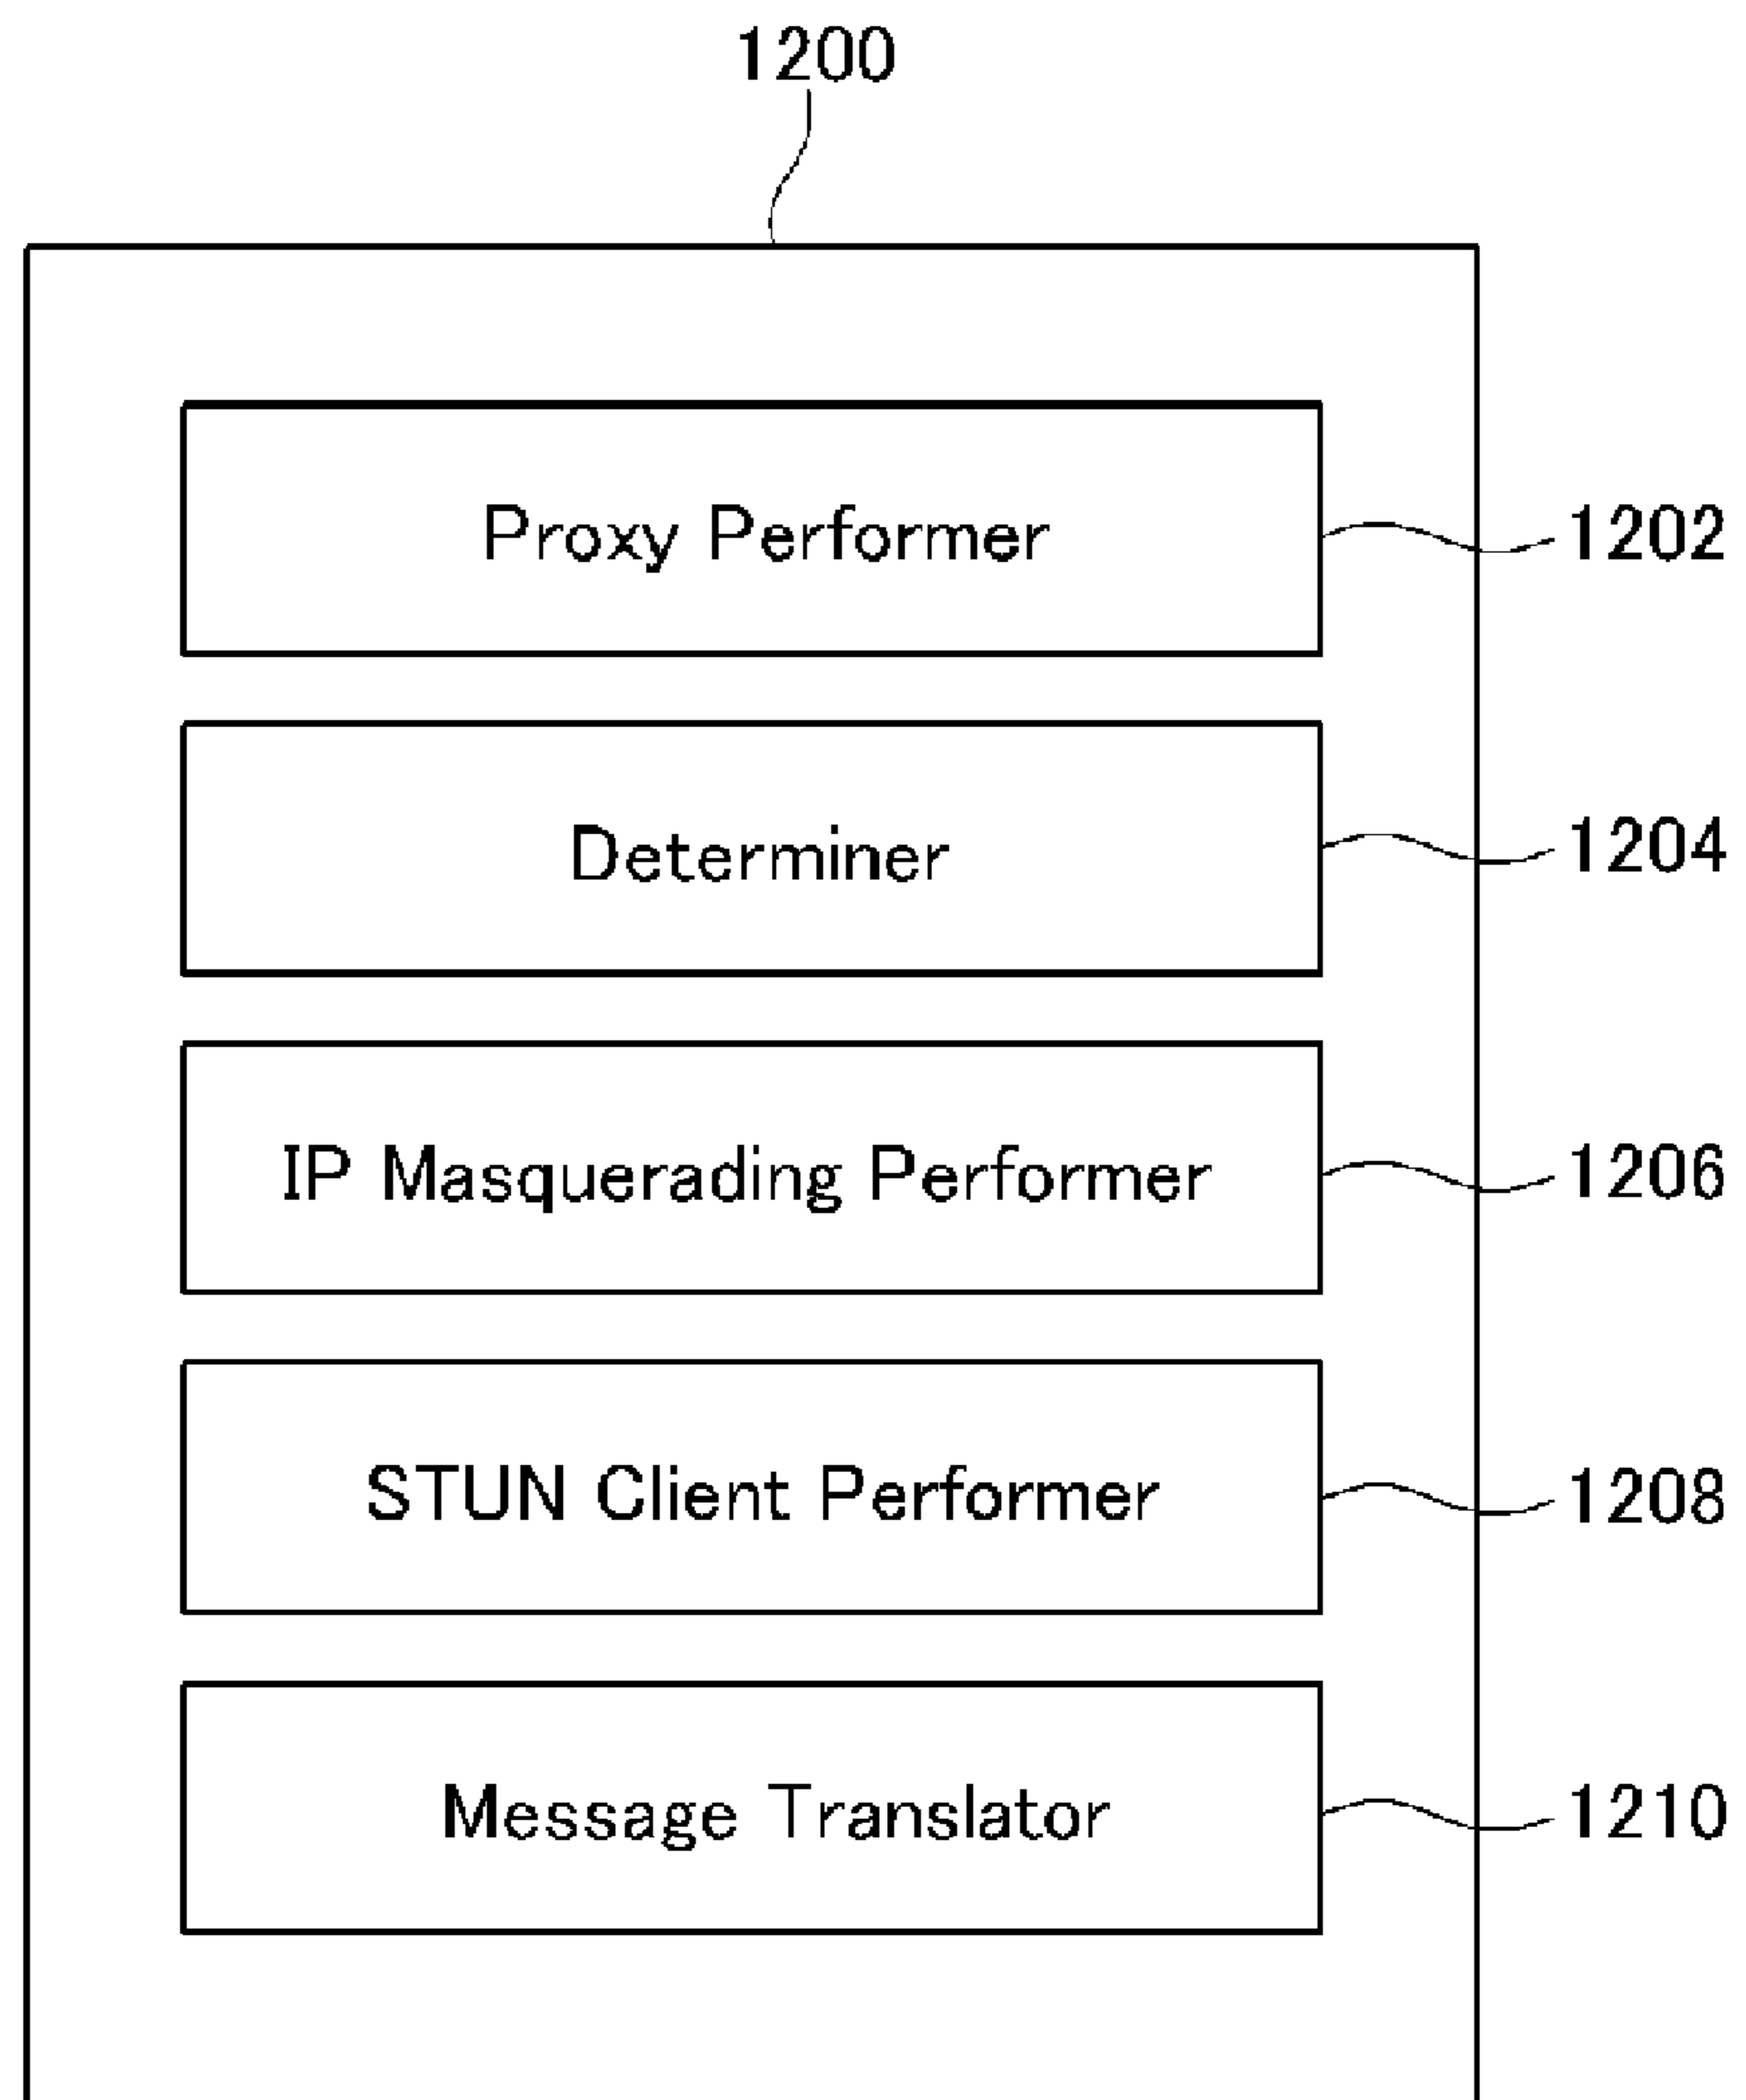 1200
Proxy Performer 1202
Determiner 1204
IP Masquerading Performer 1206
STUN Client Performer 1208
Message Translator 1210